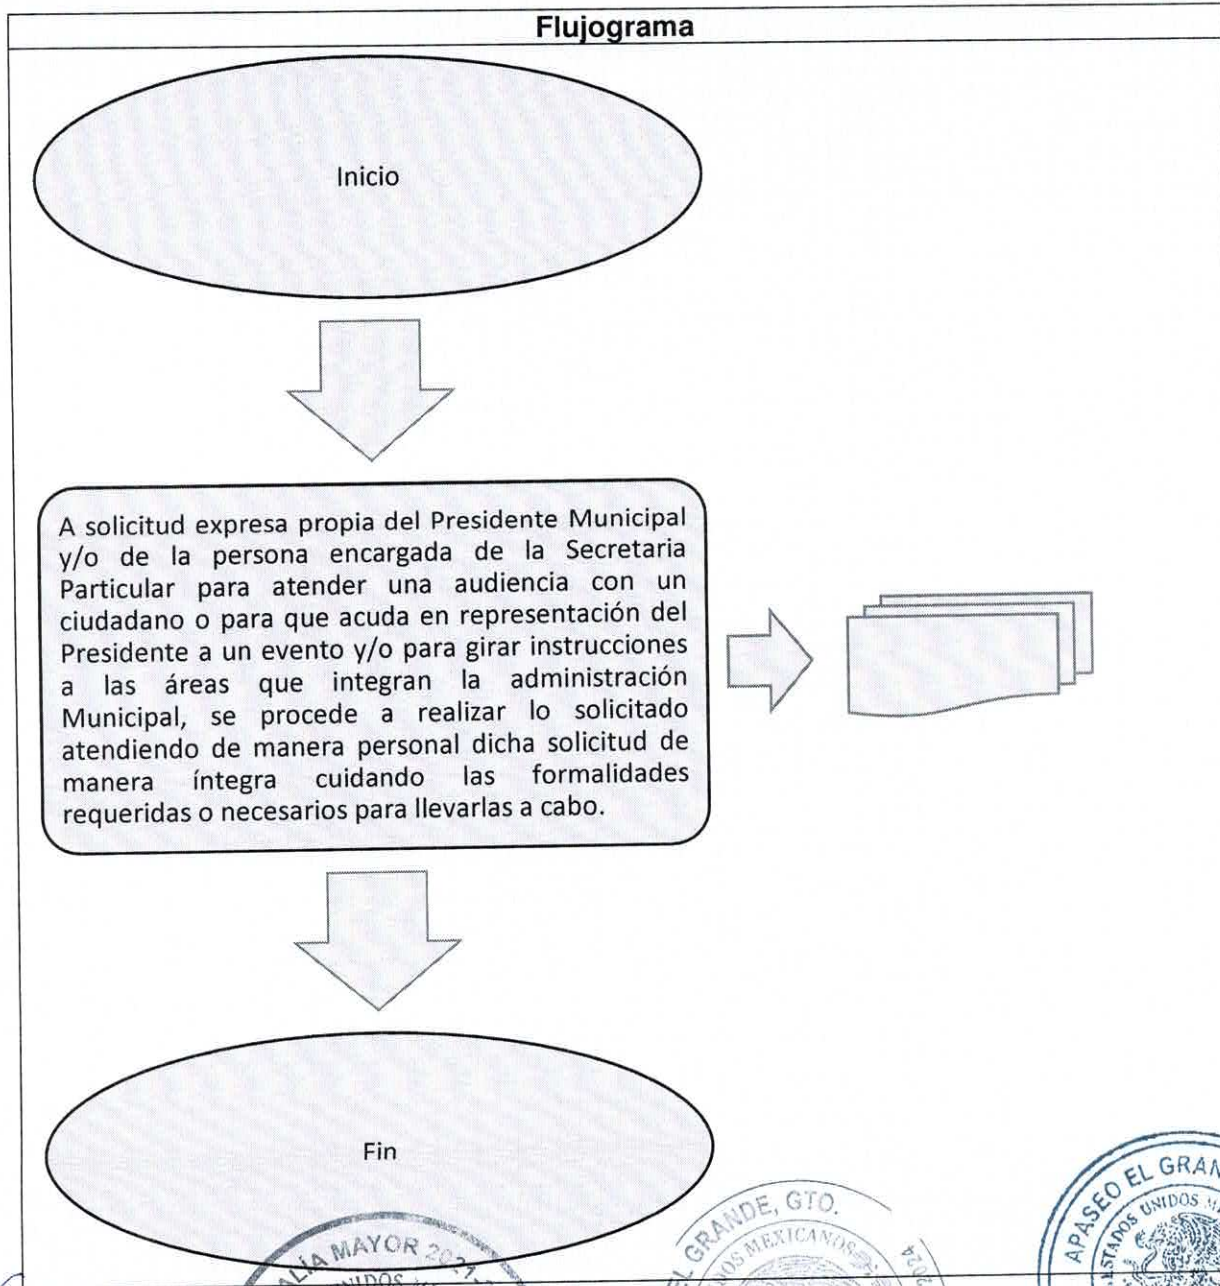 Flujograma
Inicio
A solicitud expresa propia del Presidente Municipal
y/o de la persona encargada de la Secretaria
Particular para atender una audiencia con un
ciudadano o para que acuda en representación del
Presidente a un evento y/o para girar instrucciones
a las áreas que integran la administración
Municipal, se procede a realizar lo solicitado
atendiendo de manera personal dicha solicitud de
manera íntegra cuidando las formalidades
requeridas o necesarios para llevarlas a cabo.
Fin
MAYOR
GRANDE, GTO.
MEXICANOS
APASEO EL
UNIDOS